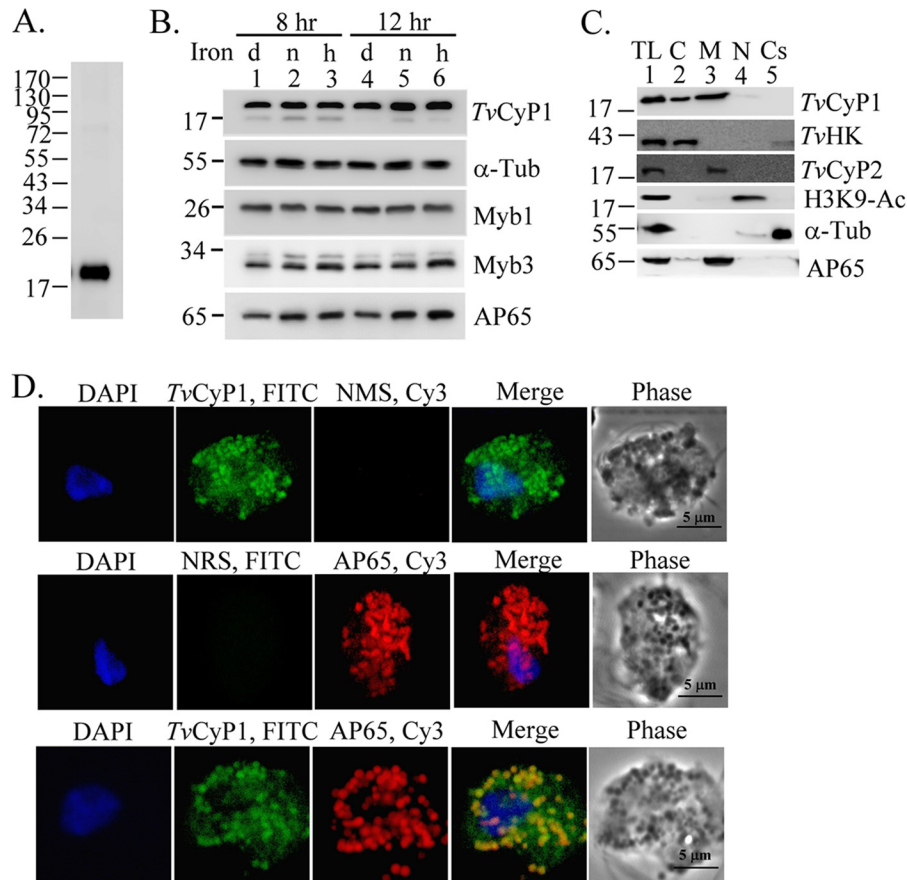 A.
170
130
95
72
55
43
34
26
17
B.
8 hr 12 hr
Iron d n h d n h
1 2 3 4 5 6
17 TvCyP1
55 α-Tub
26 Myb1
34 Myb3
65 AP65
C.
TL C M N Cs
1 2 3 4 5
17 TvCyP1
43 TvHK
17 TvCyP2
17 H3K9-Ac
55 α-Tub
65 AP65
D.
DAPI TvCyP1, FITC NMS, Cy3 Merge Phase
5 μm
DAPI NRS, FITC AP65, Cy3 Merge Phase
5 μm
DAPI TvCyP1, FITC AP65, Cy3 Merge Phase
5 μm